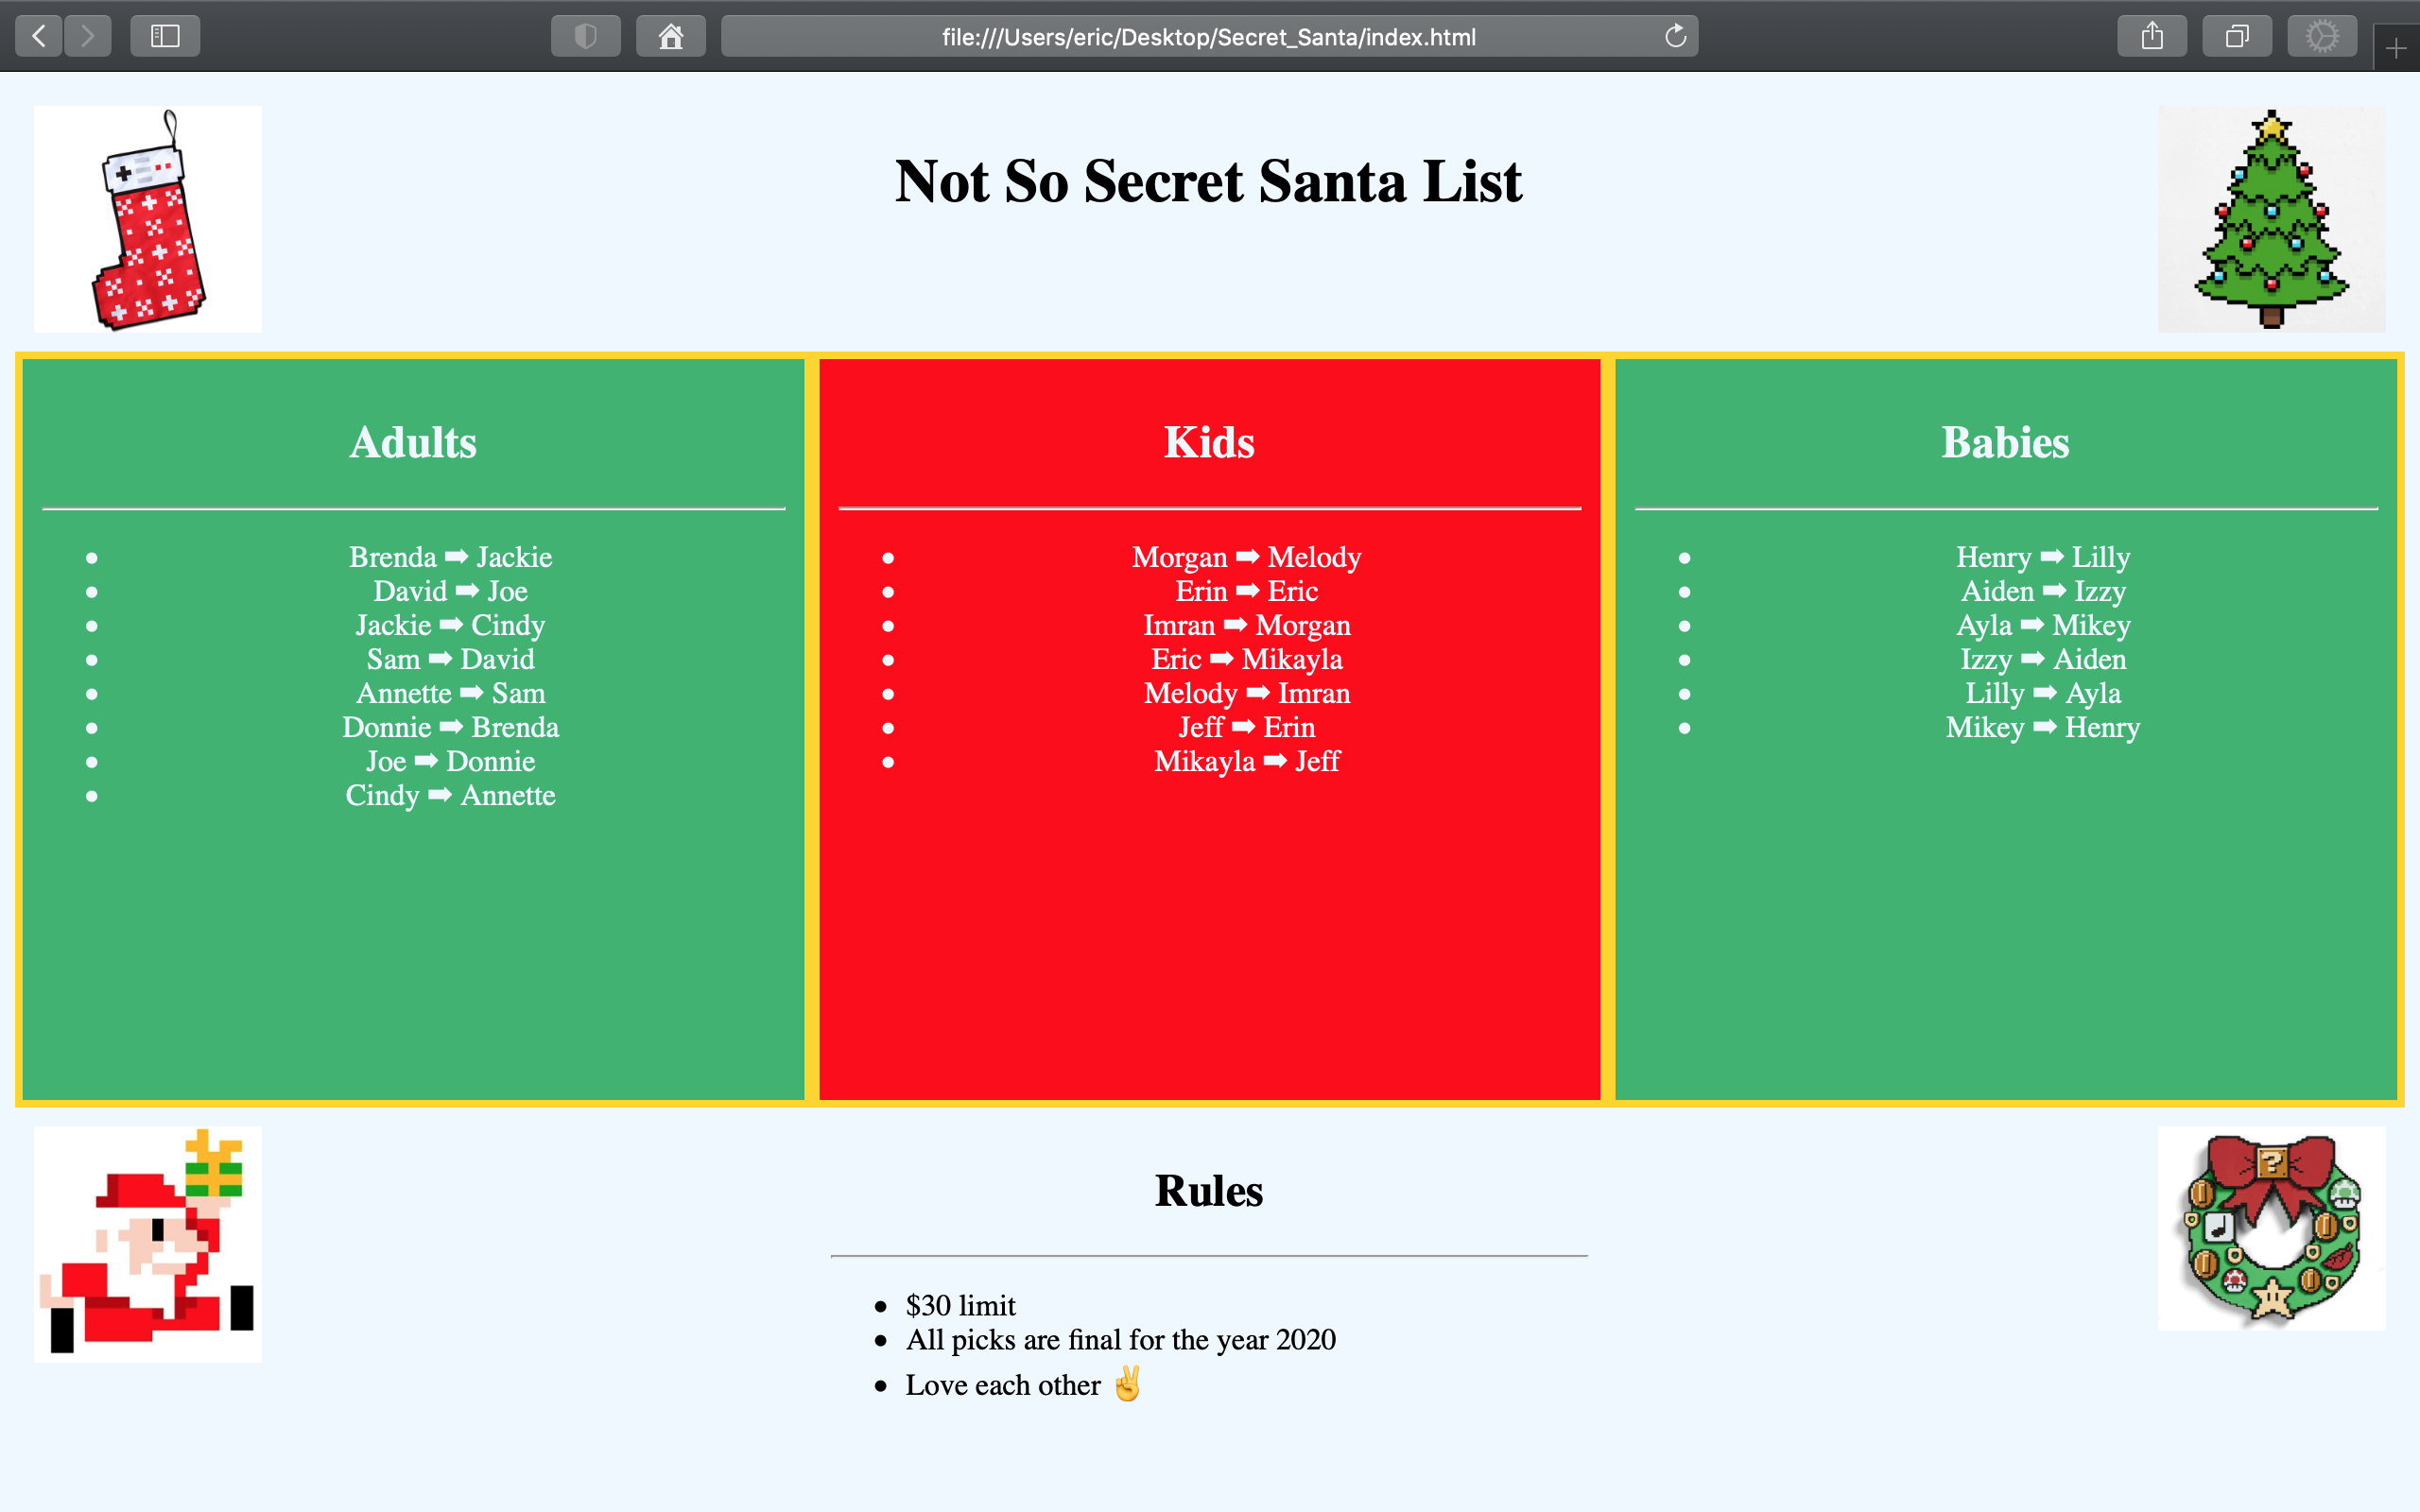 file:///Users/eric/Desktop/Secret_Santa/index.html
Not So Secret Santa List
Adults
Brenda ➡ Jackie
David ➡ Joe
Jackie ➡ Cindy
Sam ➡ David
Annette ➡ Sam
Donnie ➡ Brenda
Joe ➡ Donnie
Cindy ➡ Annette
Kids
Morgan ➡ Melody
Erin ➡ Eric
Imran ➡ Morgan
Eric ➡ Mikayla
Melody ➡ Imran
Jeff ➡ Erin
Mikayla ➡ Jeff
Babies
Henry ➡ Lilly
Aiden ➡ Izzy
Ayla ➡ Mikey
Izzy ➡ Aiden
Lilly ➡ Ayla
Mikey ➡ Henry
?
Rules
$30 limit
All picks are final for the year 2020
Love each other ✌